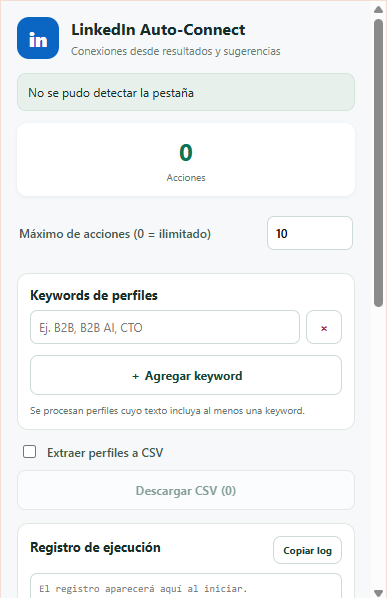 in
LinkedIn Auto-Connect
Conexiones desde resultados y sugerencias
No se pudo detectar la pestaña
0
Acciones
Máximo de acciones (0 = ilimitado)
10
Keywords de perfiles
Ej. B2B, B2B AI, CTO
×
+ Agregar keyword
Se procesan perfiles cuyo texto incluya al menos una keyword.
Extraer perfiles a CSV
Descargar CSV (0)
Registro de ejecución
Copiar log
El registro aparecerá aquí al iniciar.